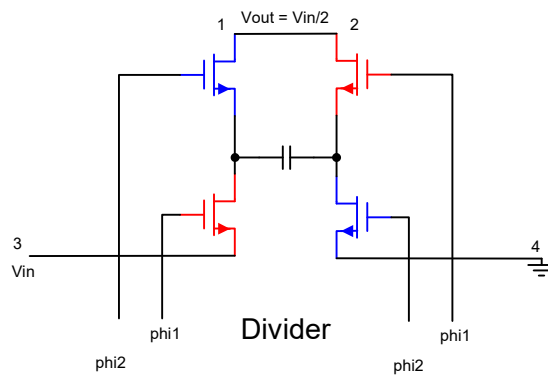 1 Vout = Vin/2 2
3 4
Vin
Divider
phi1 phi1
phi2 phi2